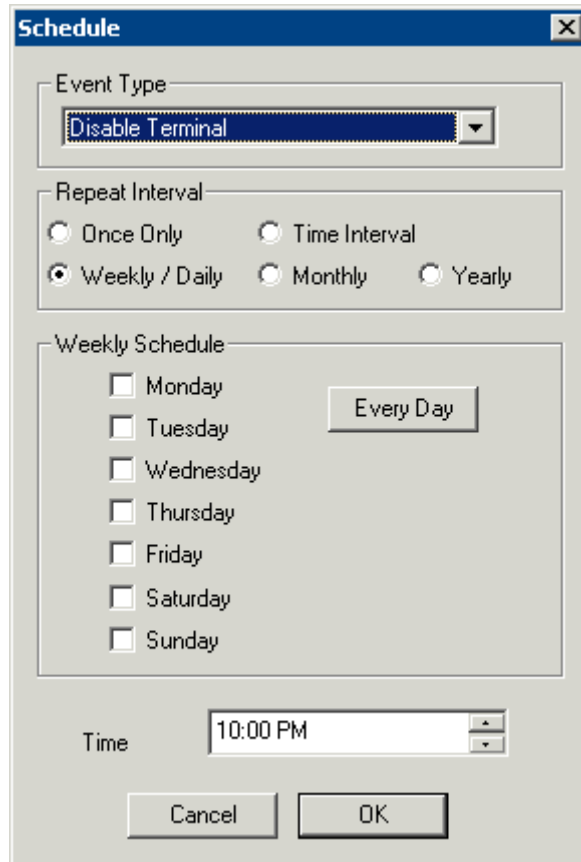 Schedule
Event Type
Disable Terminal
Repeat Interval
Once Only Time Interval
Weekly / Daily Monthly Yearly
Weekly Schedule
Monday
Every Day
Tuesday
Wednesday
Thursday
Friday
Saturday
Sunday
Time 10:00 PM
Cancel OK